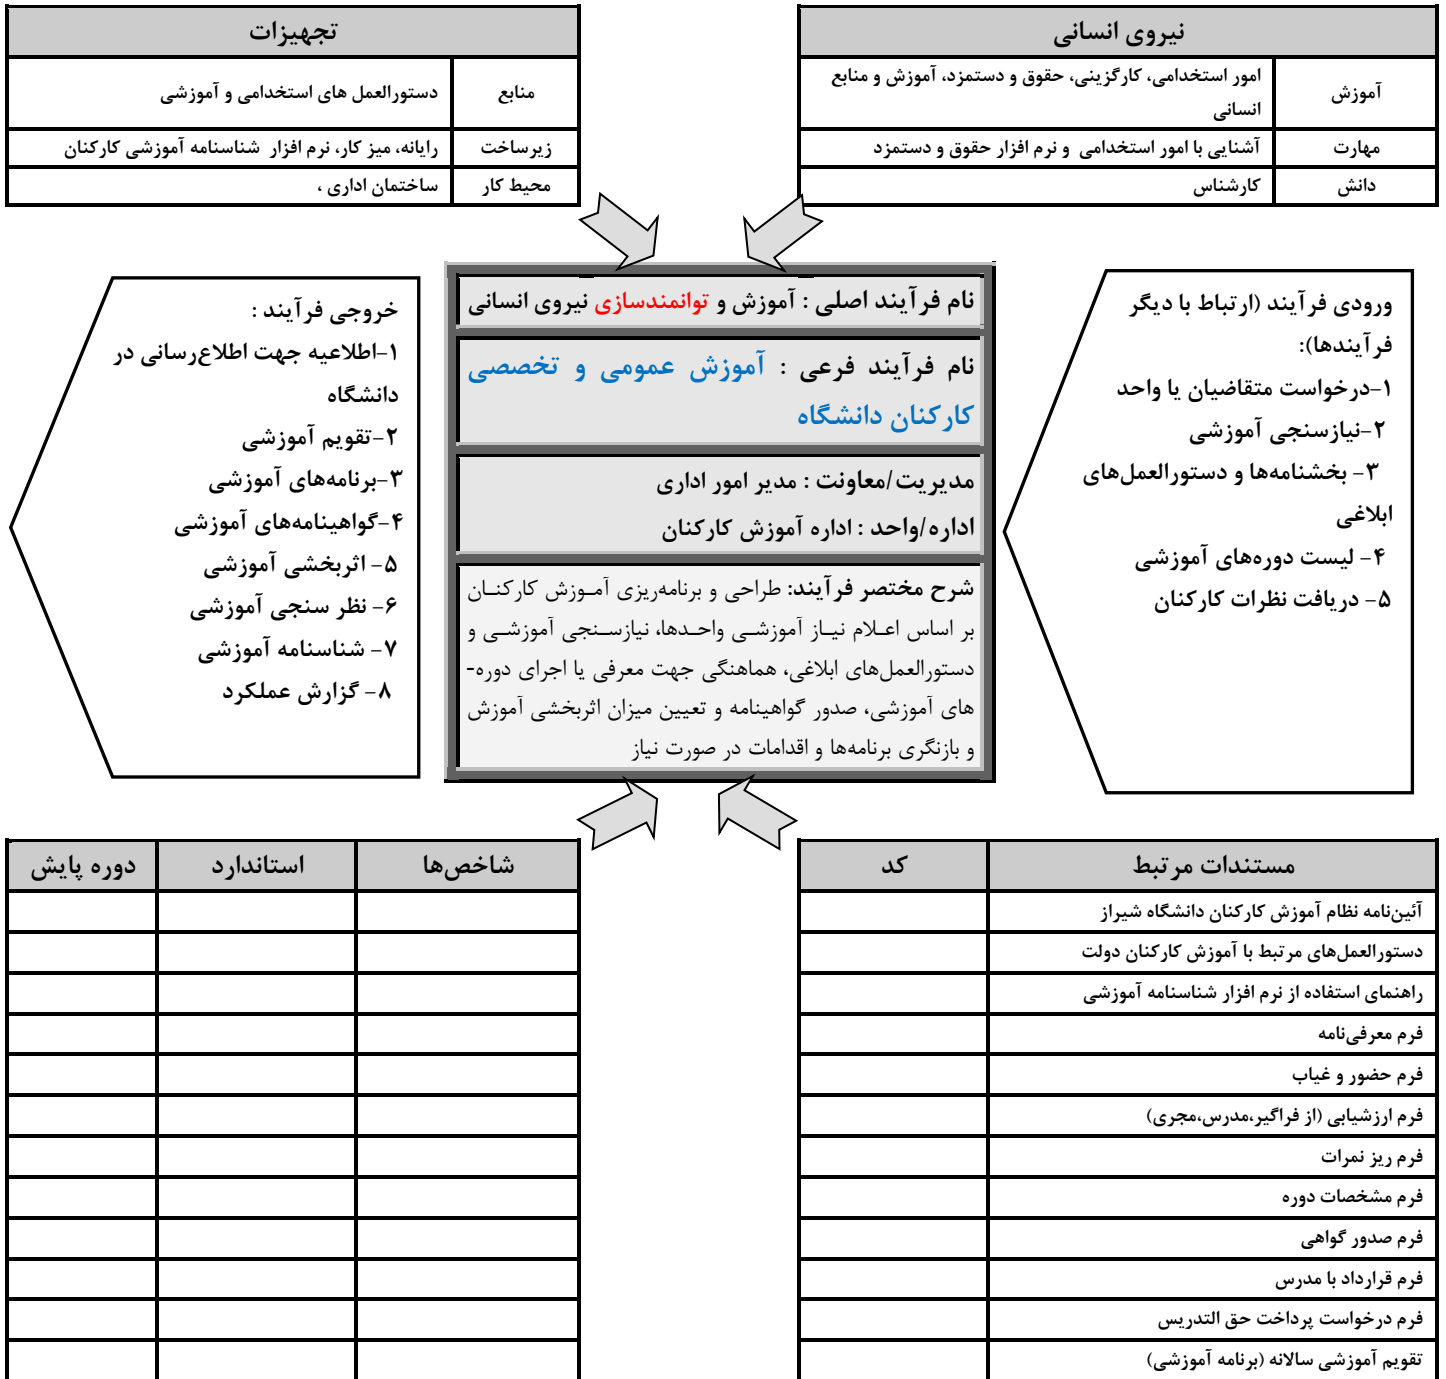 نیروی انسانی
آموزش
امور استخدامی، کارگزینی، حقوق و دستمزد، آموزش و منابع
انسانی
مهارت
آشنایی با امور استخدامی و نرم افزار حقوق و دستمزد
دانش
کارشناس
تجهیزات
منابع
دستورالعمل های استخدامی و آموزشی
زیرساخت
رایانه، میز کار، نرم افزار شناسنامه آموزشی کارکنان
محیط کار
ساختمان اداری ،
ورودی فرآیند (ارتباط با دیگر
فرآیندها):
۱-درخواست متقاضیان یا واحد
۲-نیازسنجی آموزشی
۳- بخشنامه‌ها و دستورالعمل‌های
ابلاغی
۴- لیست دوره‌های آموزشی
۵- دریافت نظرات کارکنان
نام فرآیند اصلی : آموزش و توانمندسازی نیروی انسانی
نام فرآیند فرعی : آموزش عمومی و تخصصی
کارکنان دانشگاه
مدیریت/معاونت : مدیر امور اداری
اداره/واحد : اداره آموزش کارکنان
شرح مختصر فرآیند: طراحی و برنامه‌ریزی آمـوزش کارکنـان
بر اساس اعـلام نیـاز آموزشـی واحـدها، نیازسـنجی آموزشـی و
دستورالعمل‌های ابلاغی، هماهنگی جهت معرفی یا اجرای دوره-
های آموزشی، صدور گواهینامه و تعیین میزان اثربخشی آموزش
و بازنگری برنامه‌ها و اقدامات در صورت نیاز
خروجی فرآیند :
۱-اطلاعیه جهت اطلاع‌رسانی در
دانشگاه
۲-تقویم آموزشی
۳-برنامه‌های آموزشی
۴-گواهینامه‌های آموزشی
۵- اثربخشی آموزشی
۶- نظر سنجی آموزشی
۷- شناسنامه آموزشی
۸- گزارش عملکرد
مستندات مرتبط
کد
آئین‌نامه نظام آموزش کارکنان دانشگاه شیراز
دستورالعمل‌های مرتبط با آموزش کارکنان دولت
راهنمای استفاده از نرم افزار شناسنامه آموزشی
فرم معرفی‌نامه
فرم حضور و غیاب
فرم ارزشیابی (از فراگیر،مدرس،مجری)
فرم ریز نمرات
فرم مشخصات دوره
فرم صدور گواهی
فرم قرارداد با مدرس
فرم درخواست پرداخت حق التدریس
تقویم آموزشی سالانه (برنامه آموزشی)
شاخص‌ها
استاندارد
دوره پایش